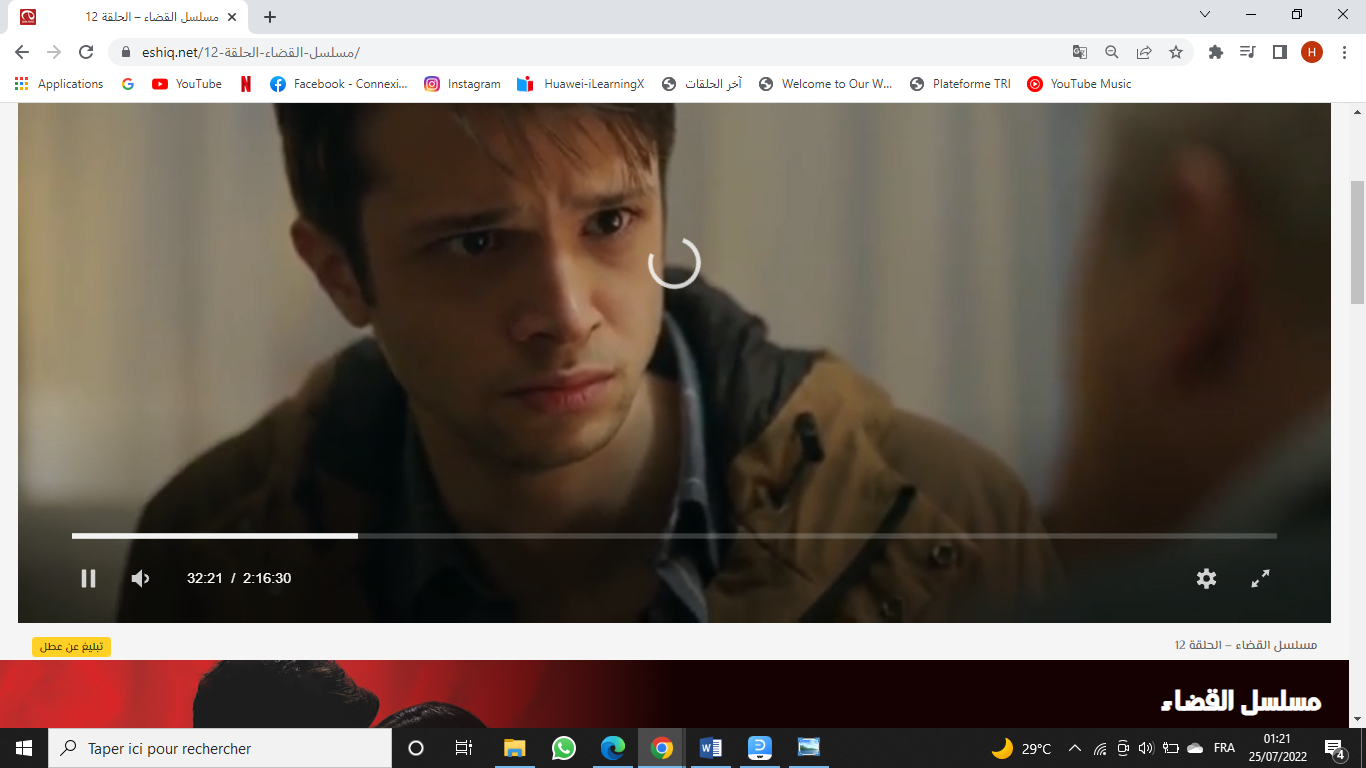 مسلسل القضاء – الحلقة 12
eshiq.net/مسلسل-القضاء-الحلقة-12/
H
Applications
YouTube
Facebook - Connexi...
Instagram
Huawei-iLearningX
آخر الحلقات
Welcome to Our W...
Plateforme TRI
YouTube Music
32:21 / 2:16:30
تبليغ عن عطل
مسلسل القضاء – الحلقة 12
مسلسل القضاء
Taper ici pour rechercher
29°C
FRA
01:21
25/07/2022
4